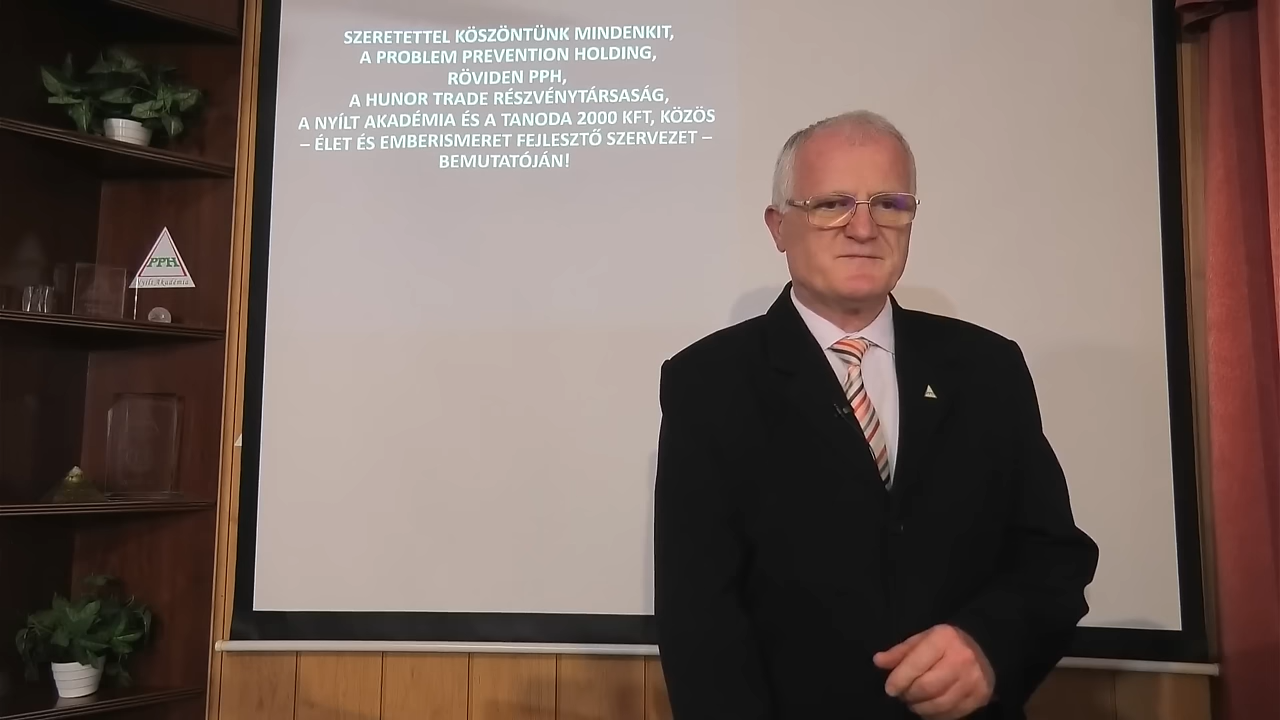 SZERETETTEL KÖSZÖNTÜNK MINDENKIT,
A PROBLEM PREVENTION HOLDING,
RÖVIDEN PPH,
A HUNOR TRADE RÉSZVÉNYTÁRSASÁG,
A NYÍLT AKADÉMIA ÉS A TANODA 2000 KFT, KÖZÖS
– ÉLET ÉS EMBERISMERET FEJLESZTŐ SZERVEZET –
BEMUTATÓJÁN!
PPH
Nyílt Akadémia